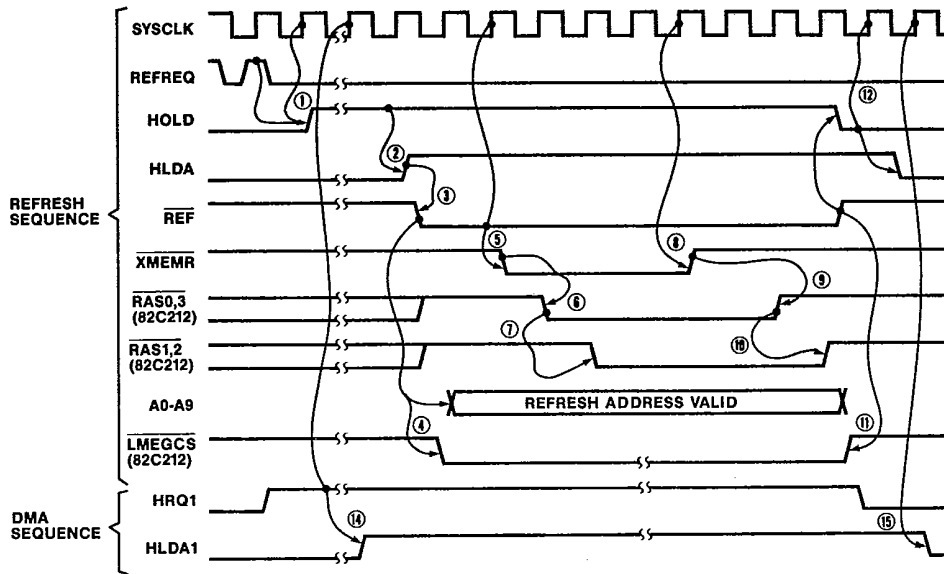 SYSCLK
REFREQ
① ⑫
HOLD
②
HLDA
③
REFRESH
SEQUENCE
REF
⑤ ⑧
XMEMR
⑨
RAS0,3
(82C212)
⑥
⑦ ⑩
RAS1,2
(82C212)
A0-A9 REFRESH ADDRESS VALID
④ ⑪
LMEGCS
(82C212)
HRQ1
DMA
SEQUENCE
⑭ ⑮
HLDA1